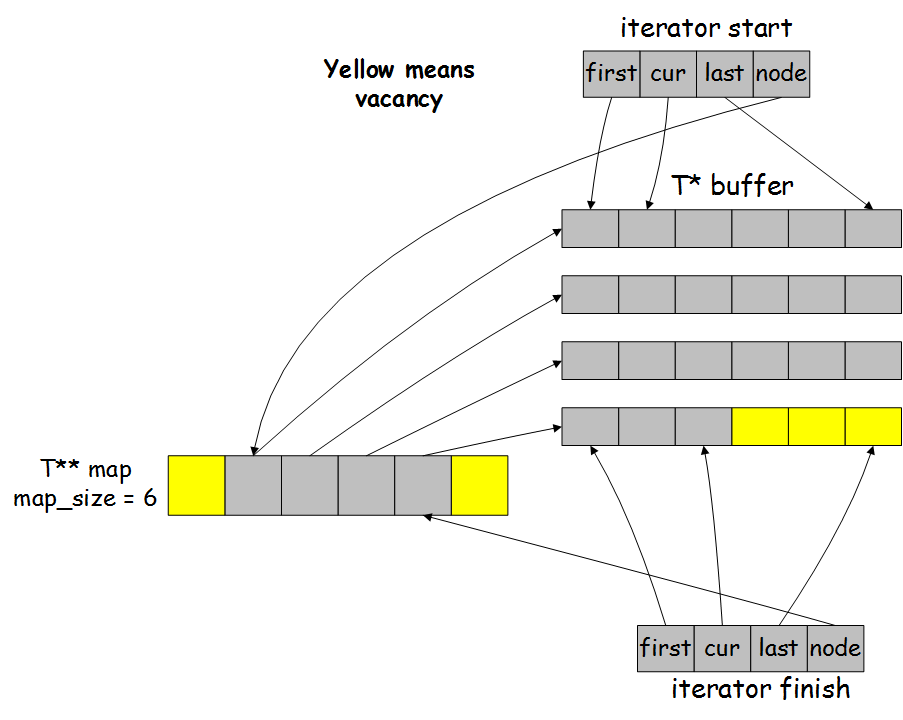 iterator start
first cur last node
Yellow means
vacancy
T* buffer
T** map
map_size = 6
first cur last node
iterator finish